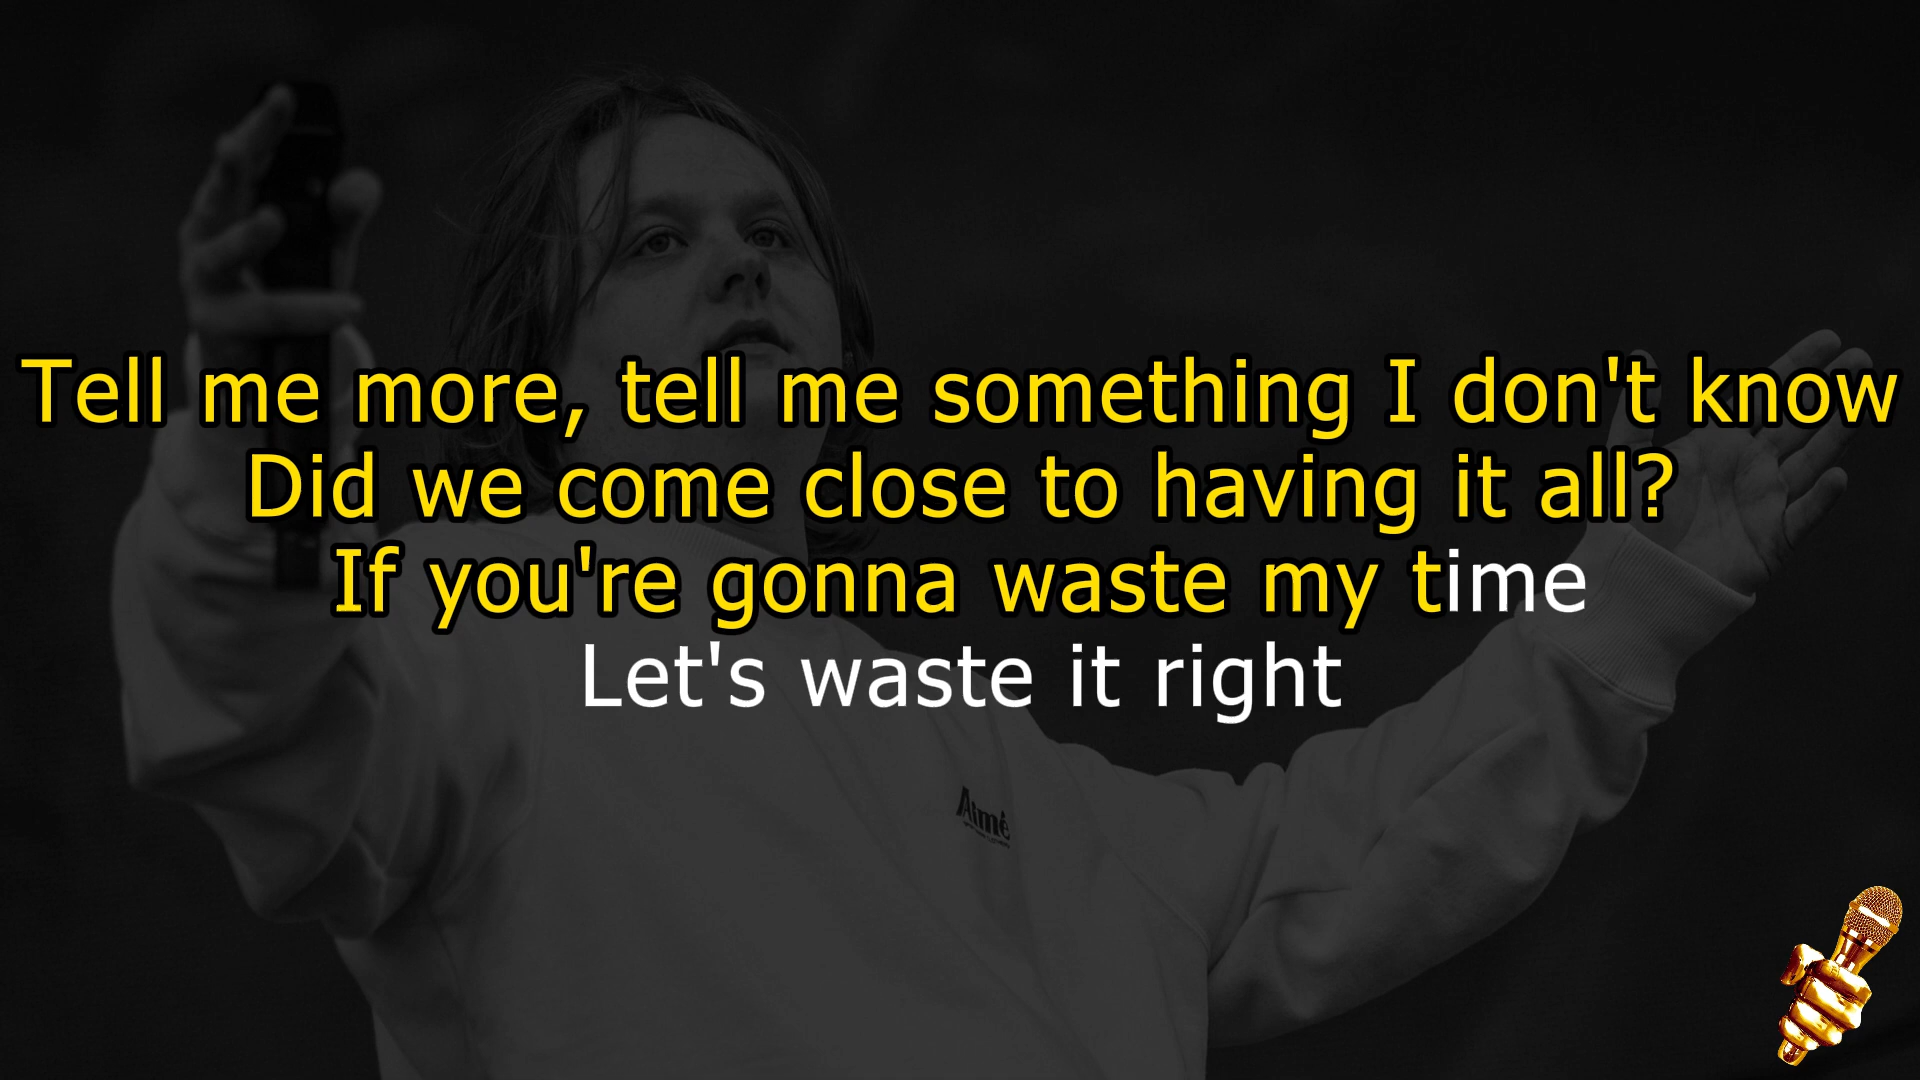 Tell me more, tell me something I don't know
Did we come close to having it all?
If you're gonna waste my time
Let's waste it right
Aimé